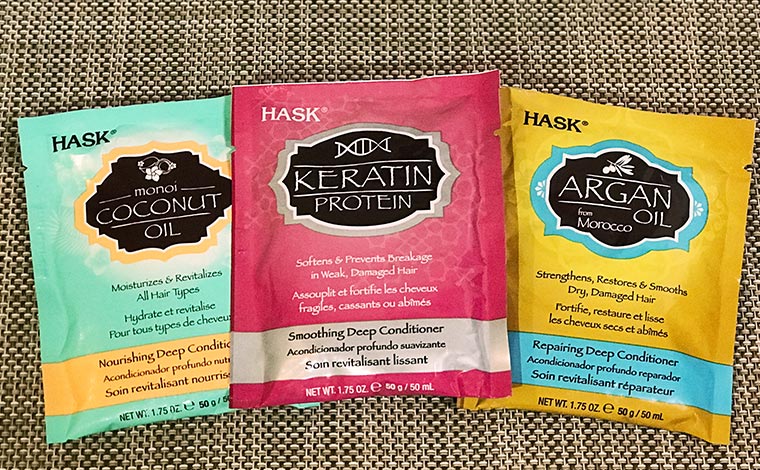 HASK®
monoi
COCONUT
OIL
Moisturizes & Revitalizes
All Hair Types
Hydrate et revitalise
Pour tous types de cheveu
Nourishing Deep Conditio
Acondicionador profundo nutr
Soin revitalisant nourris
NET WT. 1.75 OZ. e 50 g / 50
HASK®
KERATIN
PROTEIN
Softens & Prevents Breakage
in Weak, Damaged Hair
Assouplit et fortifie les cheveux
fragiles, cassants ou abîmés
Smoothing Deep Conditioner
Acondicionador profundo suavizante
Soin revitalisant lissant
NET WT. 1.75 OZ. e 50 g / 50 mL
HASK®
ARGAN
from OIL
Morocco
Strengthens, Restores & Smooths
Dry, Damaged Hair
Fortifie, restaure et lisse
les cheveux secs et abîmés
Repairing Deep Conditioner
Acondicionador profundo reparador
Soin revitalisant réparateur
NET WT. 1.75 OZ. e 50 g / 50 mL